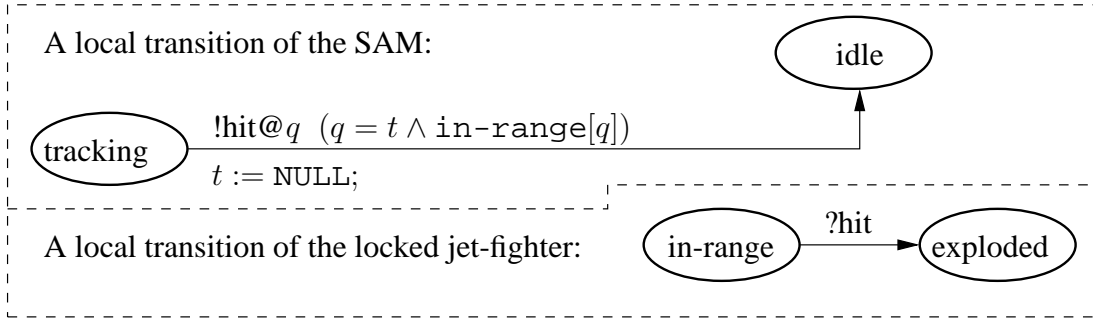 A local transition of the SAM:
idle
!hit@q (q = t ∧ in-range[q])
tracking
t := NULL;
A local transition of the locked jet-fighter:
in-range
?hit
exploded